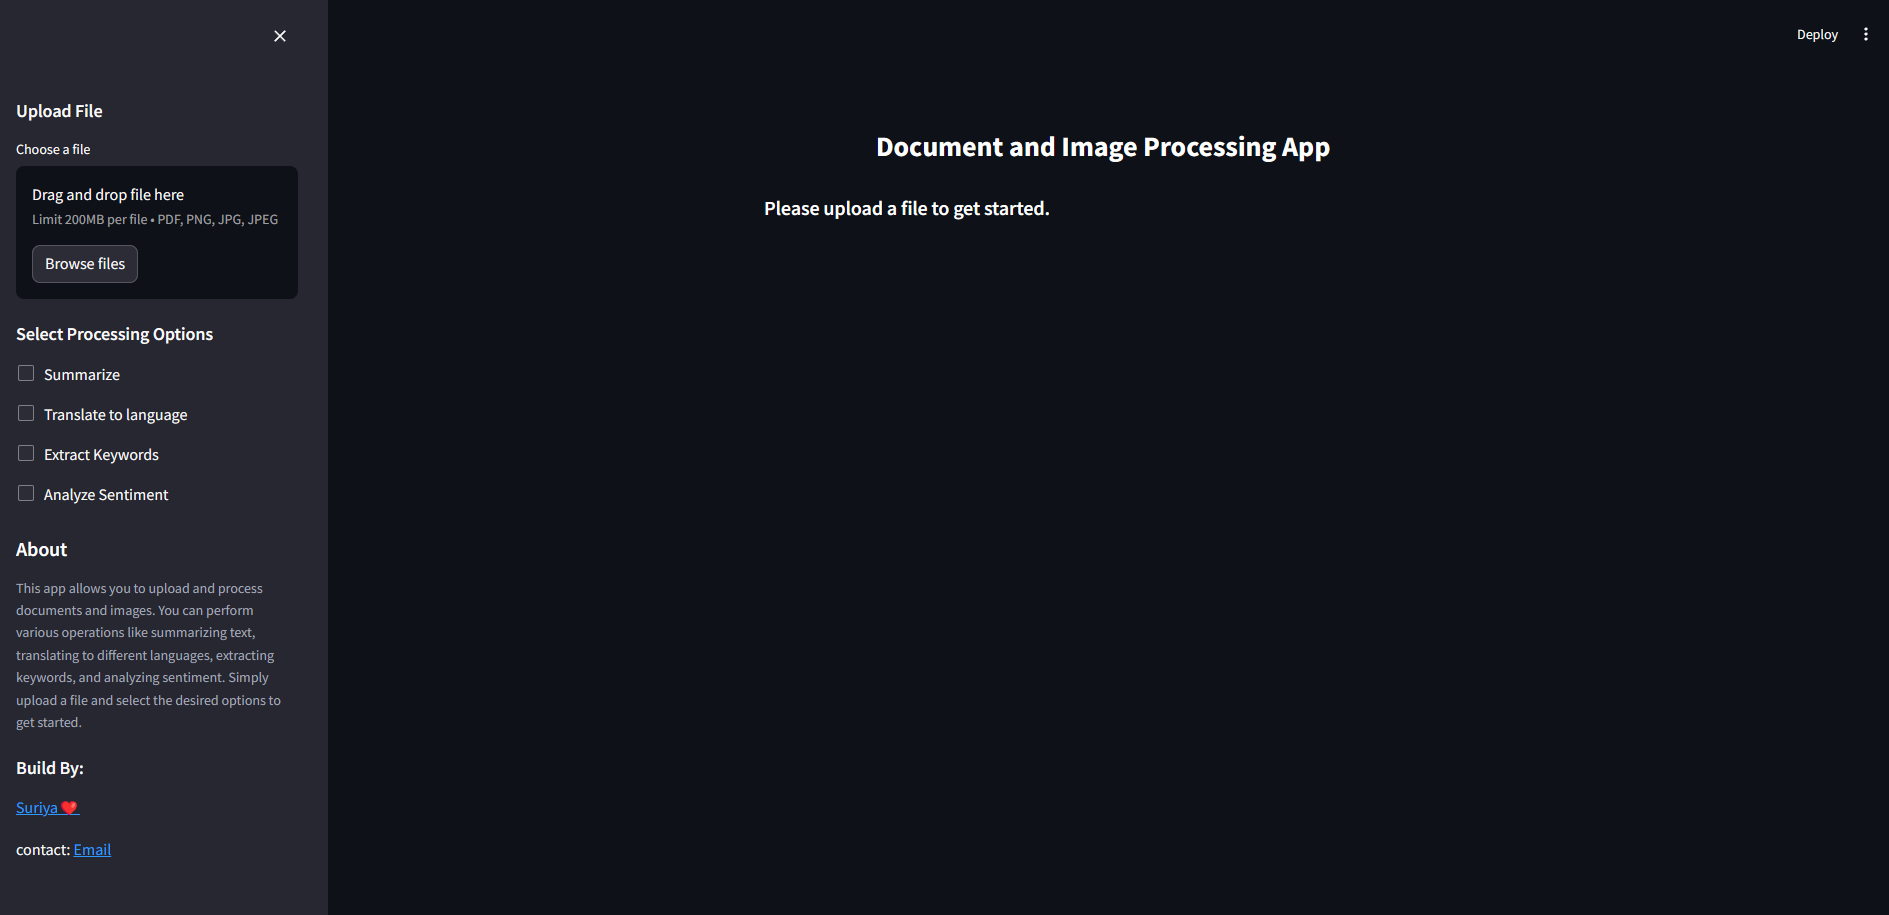 Upload File
Choose a file
Drag and drop file here
Limit 200MB per file • PDF, PNG, JPG, JPEG
Browse files
Select Processing Options
Summarize
Translate to language
Extract Keywords
Analyze Sentiment
About
This app allows you to upload and process
documents and images. You can perform
various operations like summarizing text,
translating to different languages, extracting
keywords, and analyzing sentiment. Simply
upload a file and select the desired options to
get started.
Build By:
Suriya ❤️
contact: Email
Deploy
Document and Image Processing App
Please upload a file to get started.